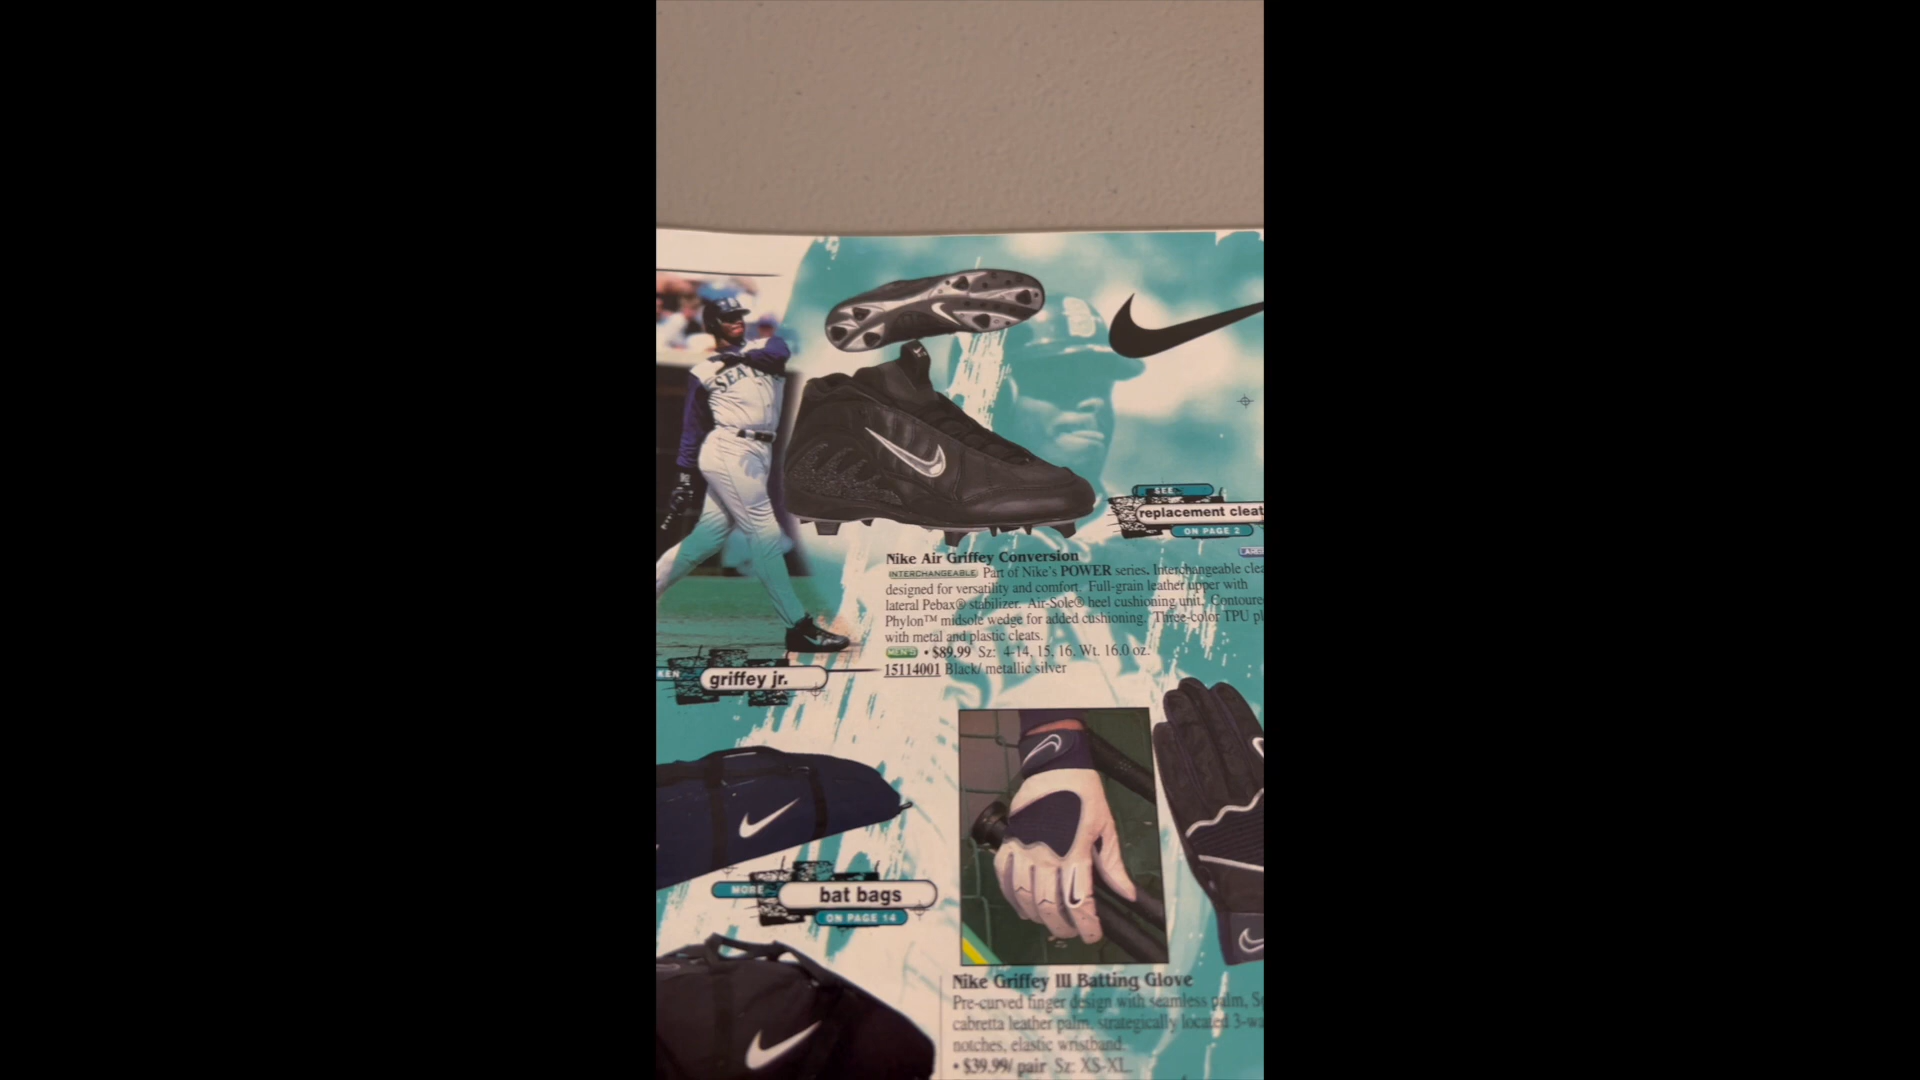 SEATT
SEE
replacement cleat
ON PAGE 2
Nike Air Griffey Conversion
INTERCHANGEABLE Part of Nike's POWER series. Interchangeable clea
designed for versatility and comfort. Full-grain leather upper with
lateral Pebax® stabilizer. Air-Sole® heel cushioning unit. Contoure
Phylon™ midsole wedge for added cushioning. Three-color TPU pl
with metal and plastic cleats.
MEN'S • $89.99 Sz: 4-14, 15, 16. Wt. 16.0 oz.
15114001 Black/ metallic silver
KEN
griffey jr.
MORE
bat bags
ON PAGE 14
Nike Griffey III Batting Glove
Pre-curved finger design with seamless palm,
cabretta leather palm, strategically located 3-wa
notches, elastic wristband.
• $39.99/ pair Sz: XS-XL.